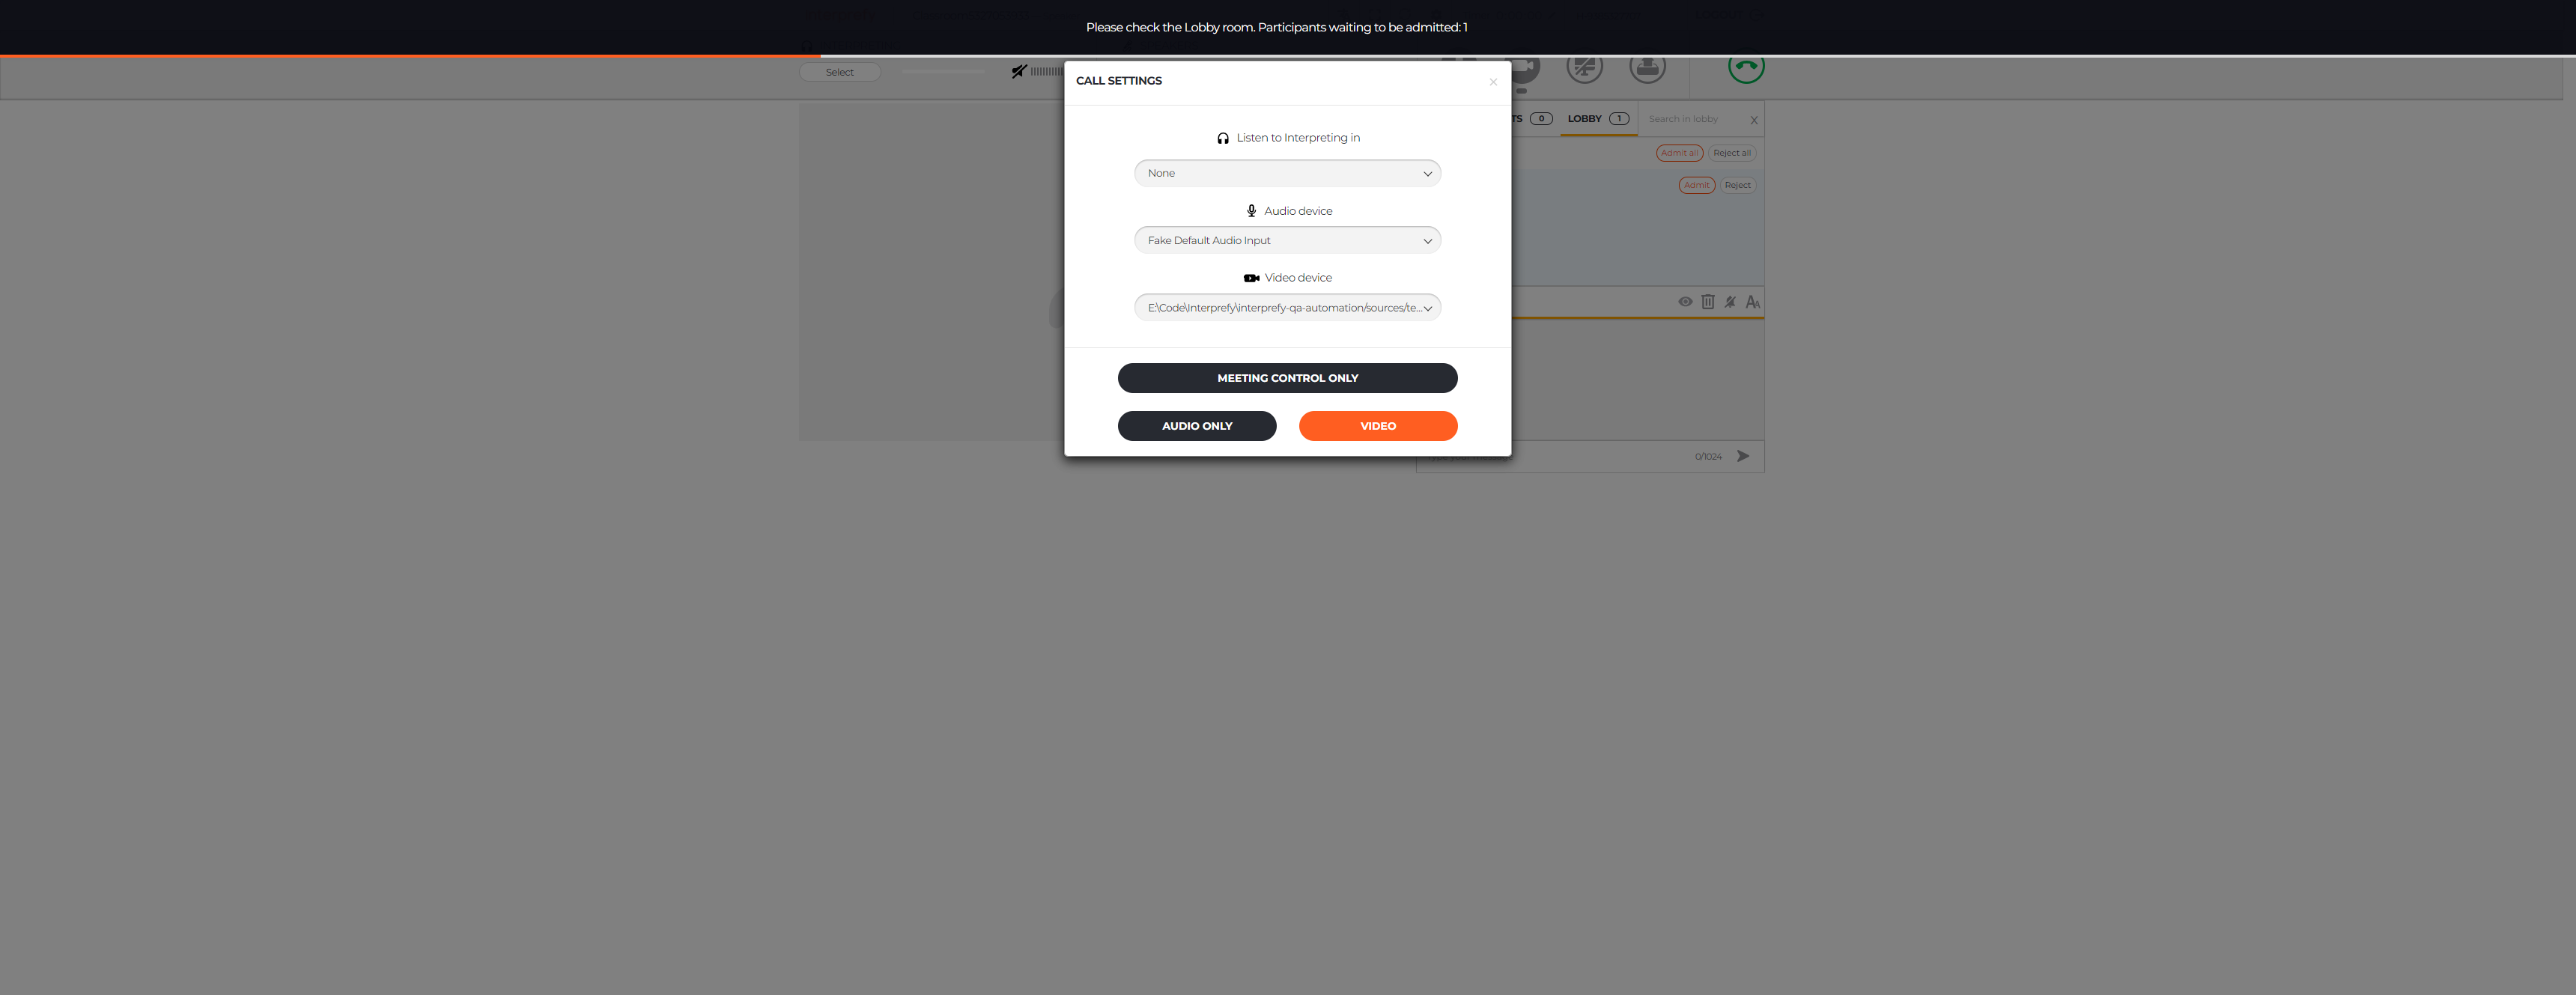 Please check the Lobby room. Participants waiting to be admitted: 1
Select
CALL SETTINGS
×
Listen to Interpreting in
None
Audio device
Fake Default Audio Input
Video device
E:\Code\Interprefy\interprefy-qa-automation/sources/te...
MEETING CONTROL ONLY
AUDIO ONLY
VIDEO
TS 0
LOBBY 1
Search in lobby
X
Admit all
Reject all
Admit
Reject
AA
0/1024